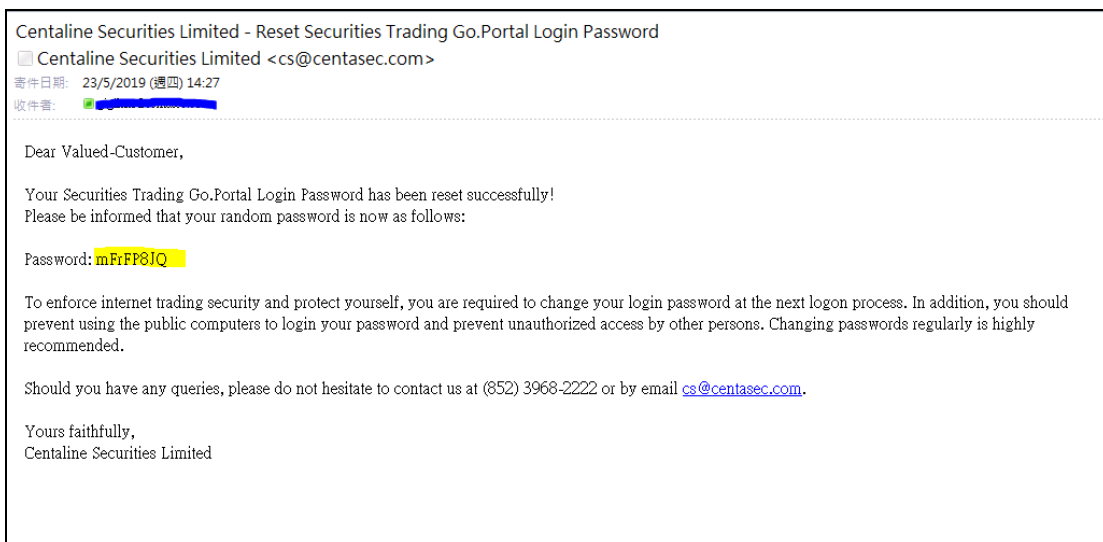 Centaline Securities Limited - Reset Securities Trading Go.Portal Login Password
Centaline Securities Limited <cs@centasec.com>
寄件日期: 23/5/2019 (週四) 14:27
收件者:
Dear Valued-Customer,
Your Securities Trading Go.Portal Login Password has been reset successfully!
Please be informed that your random password is now as follows:
Password: mFrFP8JQ
To enforce internet trading security and protect yourself, you are required to change your login password at the next logon process. In addition, you should
prevent using the public computers to login your password and prevent unauthorized access by other persons. Changing passwords regularly is highly
recommended.
Should you have any queries, please do not hesitate to contact us at (852) 3968-2222 or by email cs@centasec.com.
Yours faithfully,
Centaline Securities Limited